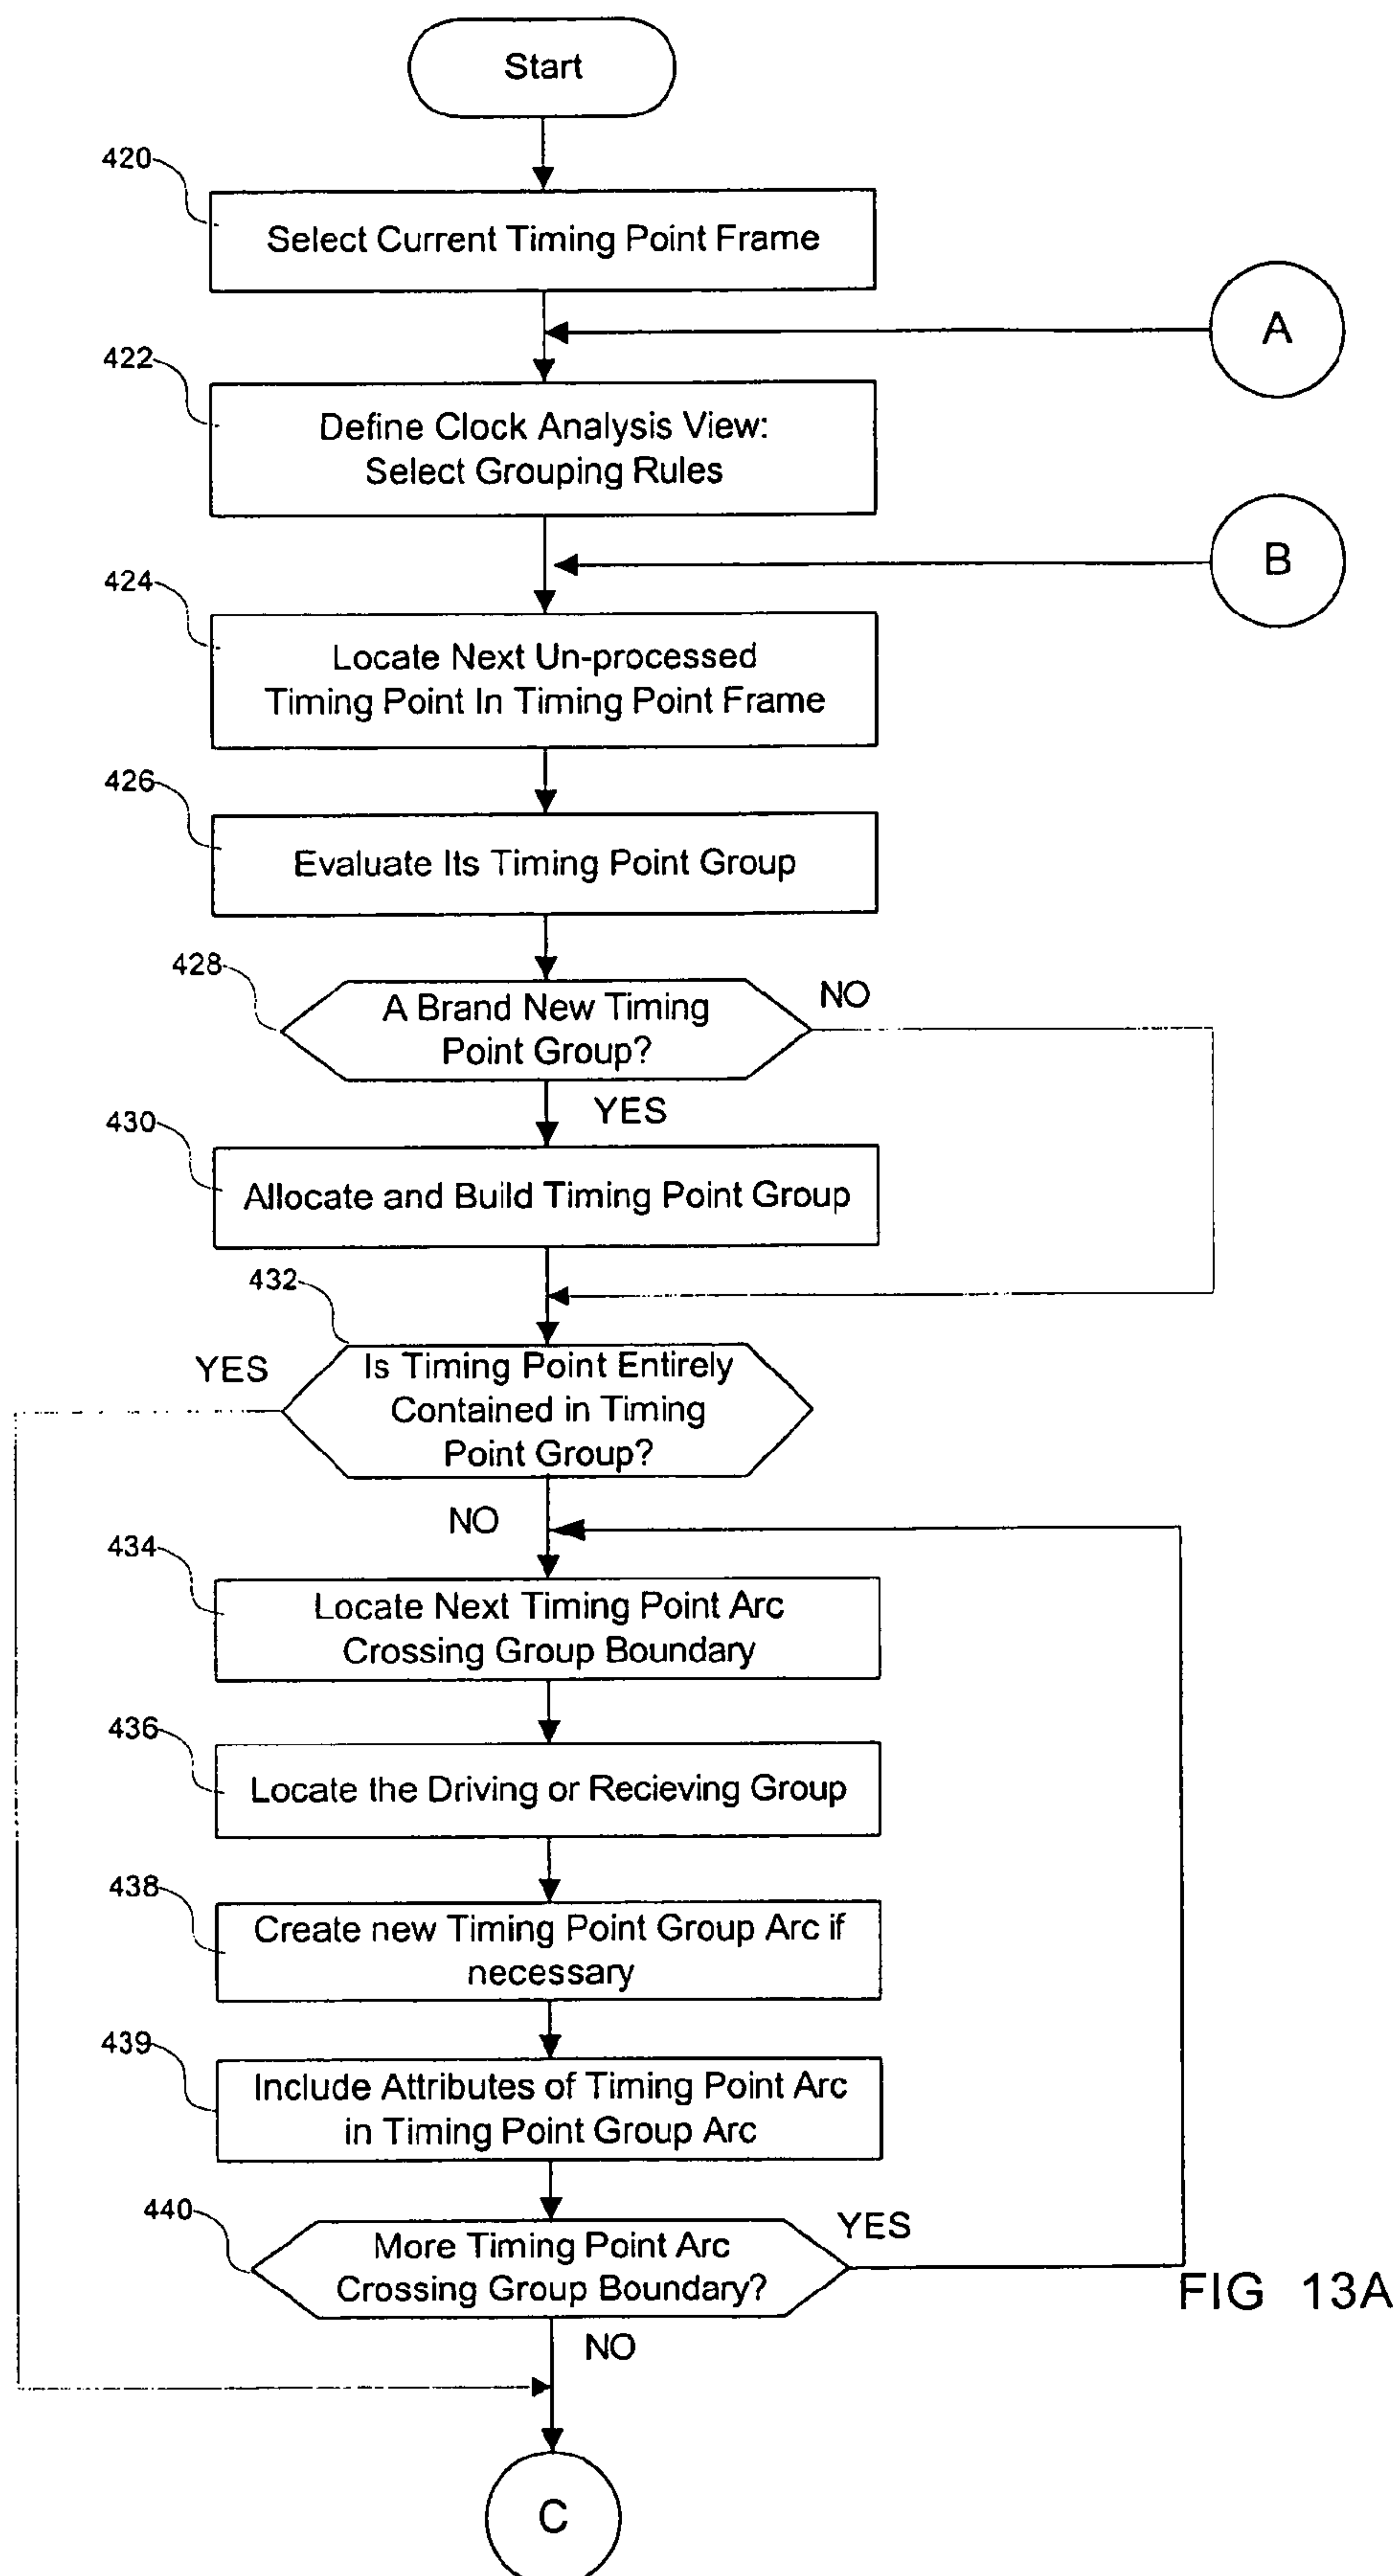 Start
420
Select Current Timing Point Frame
A
422
Define Clock Analysis View:
Select Grouping Rules
B
424
Locate Next Un-processed
Timing Point In Timing Point Frame
426
Evaluate Its Timing Point Group
428
A Brand New Timing
Point Group?
NO
YES
430
Allocate and Build Timing Point Group
432
YES
Is Timing Point Entirely
Contained in Timing
Point Group?
NO
434
Locate Next Timing Point Arc
Crossing Group Boundary
436
Locate the Driving or Recieving Group
438
Create new Timing Point Group Arc if
necessary
439
Include Attributes of Timing Point Arc
in Timing Point Group Arc
440
More Timing Point Arc
Crossing Group Boundary?
YES
FIG 13A
NO
C